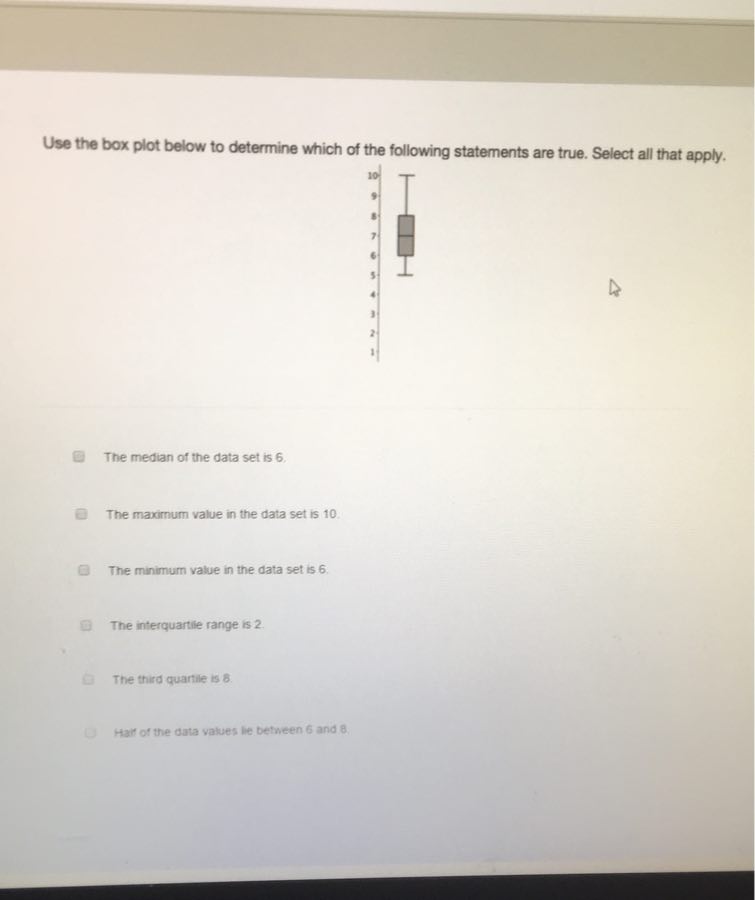 Use the box plot below to determine which of the following statements are true. Select all that apply.
10
9
8
7
6
5
4
3
2
1
The median of the data set is 6.
The maximum value in the data set is 10.
The minimum value in the data set is 6.
The interquartile range is 2.
The third quartile is 8.
Half of the data values lie between 6 and 8.